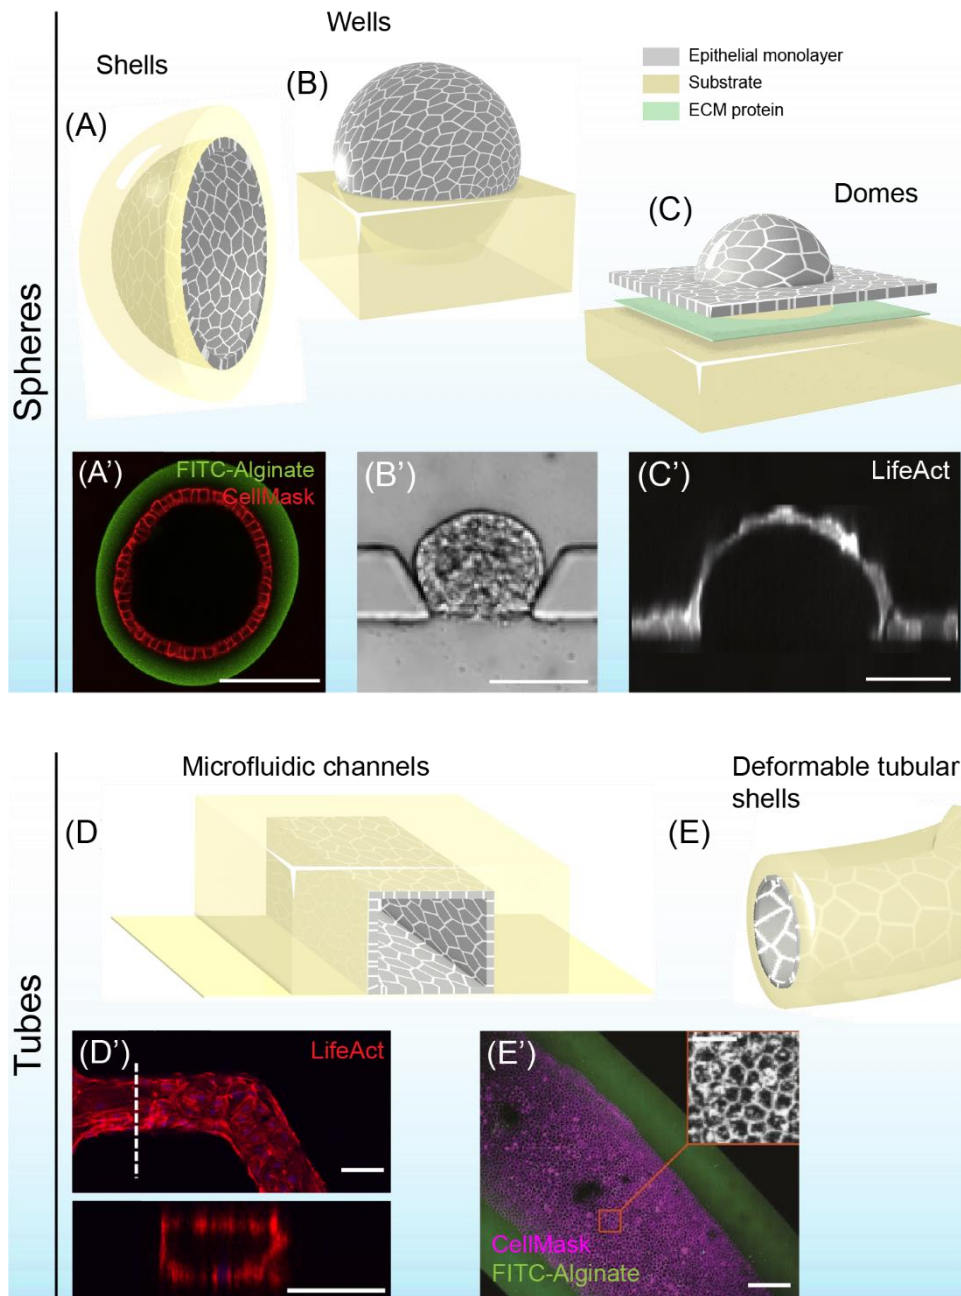 Wells
Shells
(A)
(B)
Epithelial monolayer
Substrate
ECM protein
(C)
Domes
Spheres
(A')
FITC-Alginate
CellMask
(B')
(C')
LifeAct
Microfluidic channels
Deformable tubular
shells
(D
(E)
Tubes
(D')
LifeAct
(E')
CellMask
FITC-Alginate